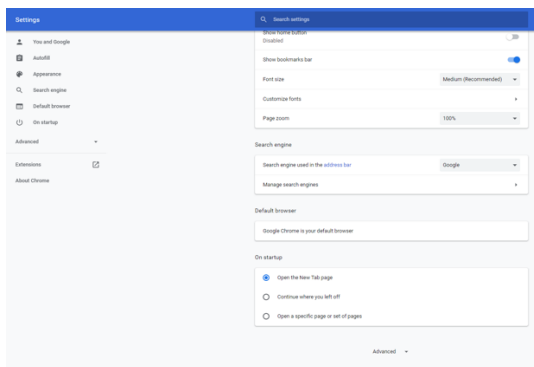 Settings
Search settings
You and Google
Autofill
Appearance
Search engine
Default browser
On startup
Advanced
Extensions
About Chrome
Show home button
Disabled
Show bookmarks bar
Font size
Medium (Recommended)
Customize fonts
Page zoom
100%
Search engine
Search engine used in the address bar
Google
Manage search engines
Default browser
Google Chrome is your default browser
On startup
Open the New Tab page
Continue where you left off
Open a specific page or set of pages
Advanced